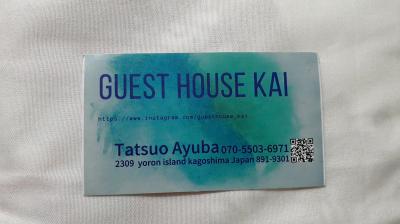 GUEST HOUSE KAI
https://www.instagram.com/guesthouse_kai
Tatsuo Ayuba 070-5503-6971
2309 yoron island kagoshima Japan 891-9301